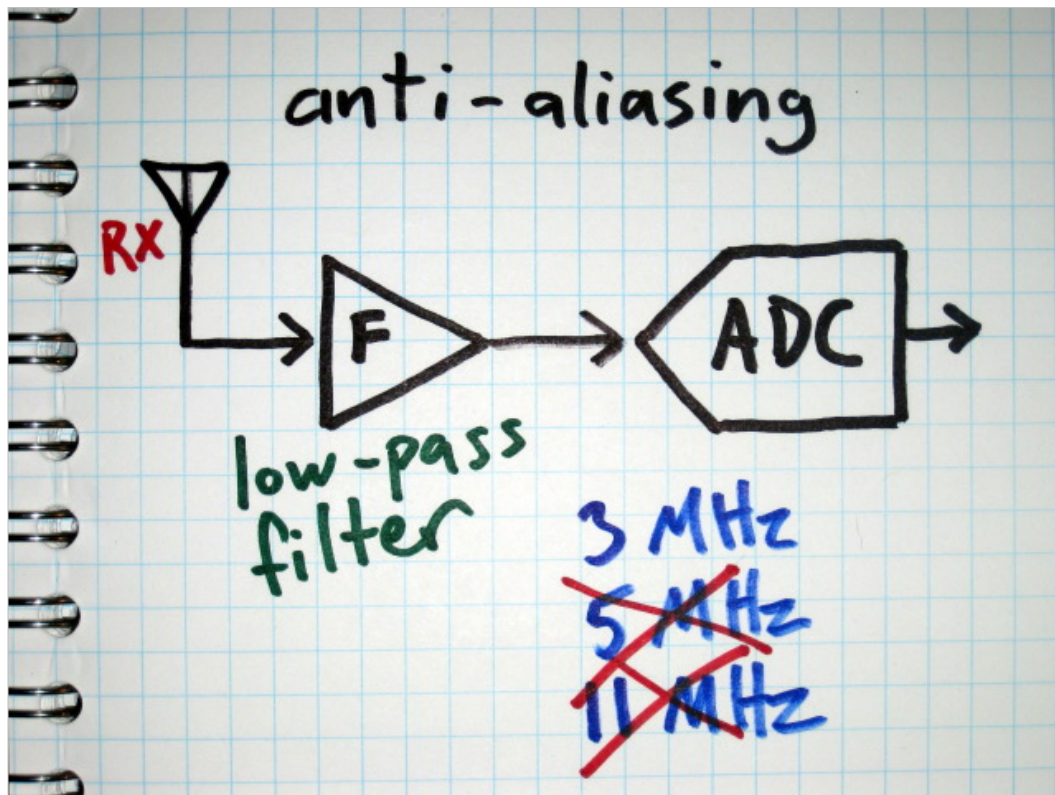 anti-aliasing
RX
F
ADC
low-pass
filter
3 MHz
5 MHz
11 MHz